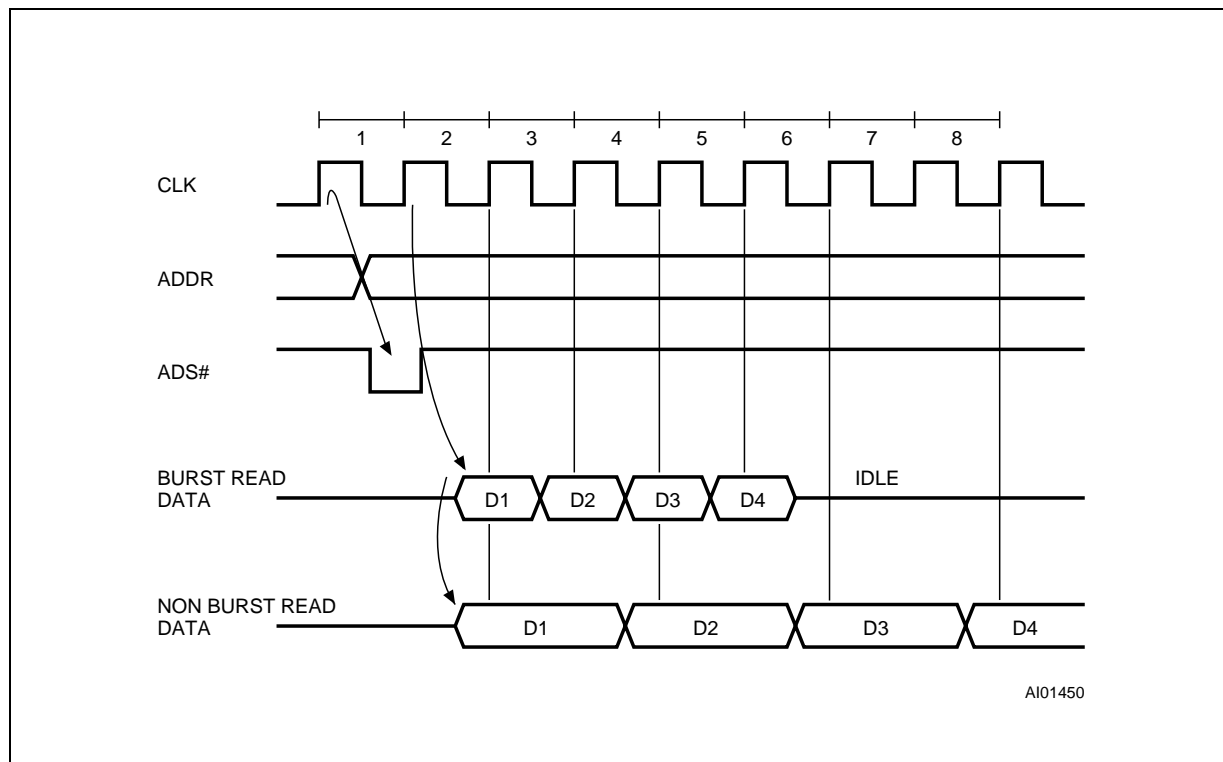 1 2 3 4 5 6 7 8
CLK
ADDR
ADS#
BURST READ
DATA
D1 D2 D3 D4
IDLE
NON BURST READ
DATA
D1 D2 D3 D4
AI01450